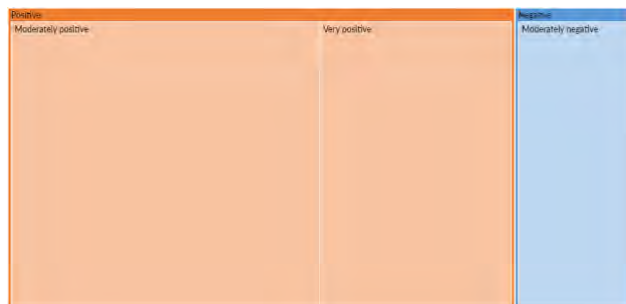 Positive
Negative
Moderately positive
Very positive
Moderately negative